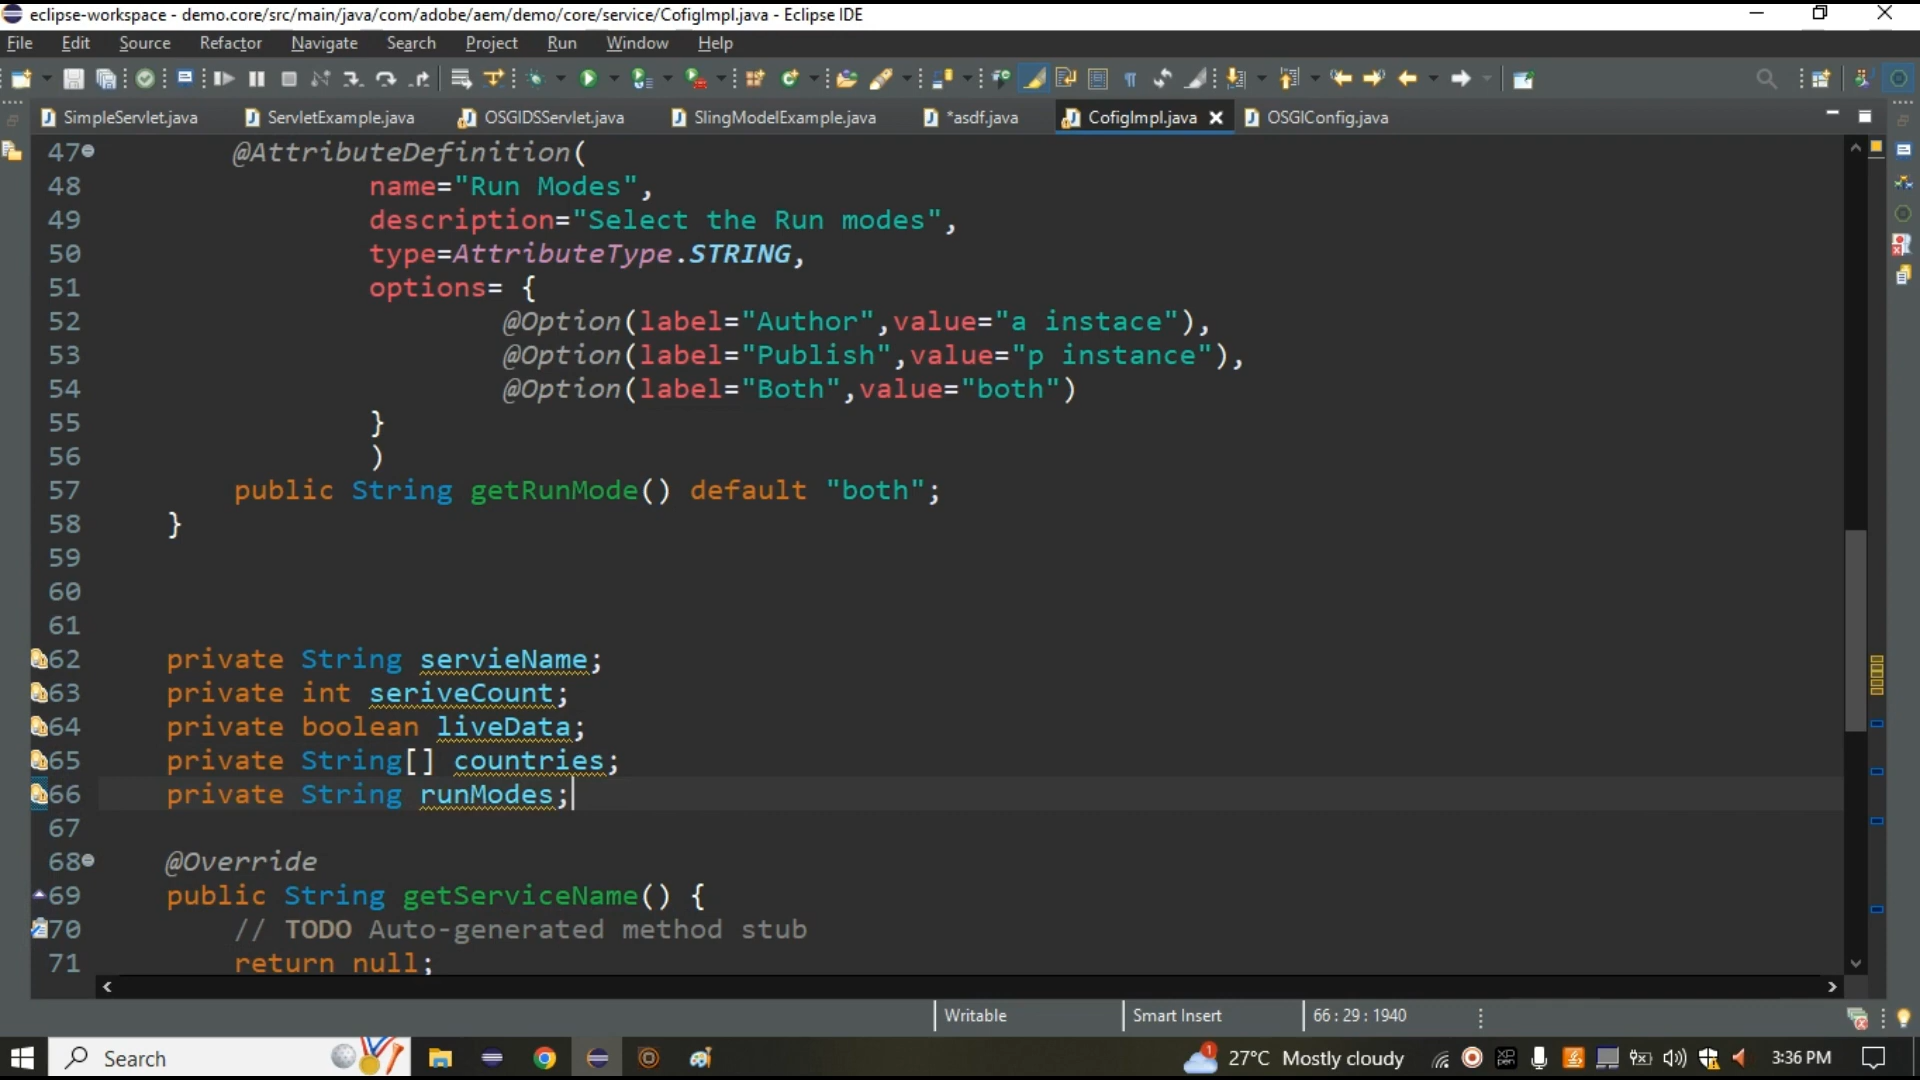 eclipse-workspace - demo.core/src/main/java/com/adobe/aem/demo/core/service/CofigImpl.java - Eclipse IDE
File Edit Source Refactor Navigate Search Project Run Window Help
SimpleServlet.java ServletExample.java OSGIDSServlet.java SlingModelExample.java *asdf.java CofigImpl.java OSGIConfig.java
47 @AttributeDefinition(
48 name="Run Modes",
49 description="Select the Run modes",
50 type=AttributeType.STRING,
51 options= {
52 @Option(label="Author",value="a instace"),
53 @Option(label="Publish",value="p instance"),
54 @Option(label="Both",value="both")
55 }
56 )
57 public String getRunMode() default "both";
58 }
59
60
61
62 private String servieName;
63 private int seriveCount;
64 private boolean liveData;
65 private String[] countries;
66 private String runModes;
67
68 @Override
69 public String getServiceName() {
70 // TODO Auto-generated method stub
71 return null;
Writable Smart Insert 66 : 29 : 1940
Search 1 27°C Mostly cloudy 3:36 PM